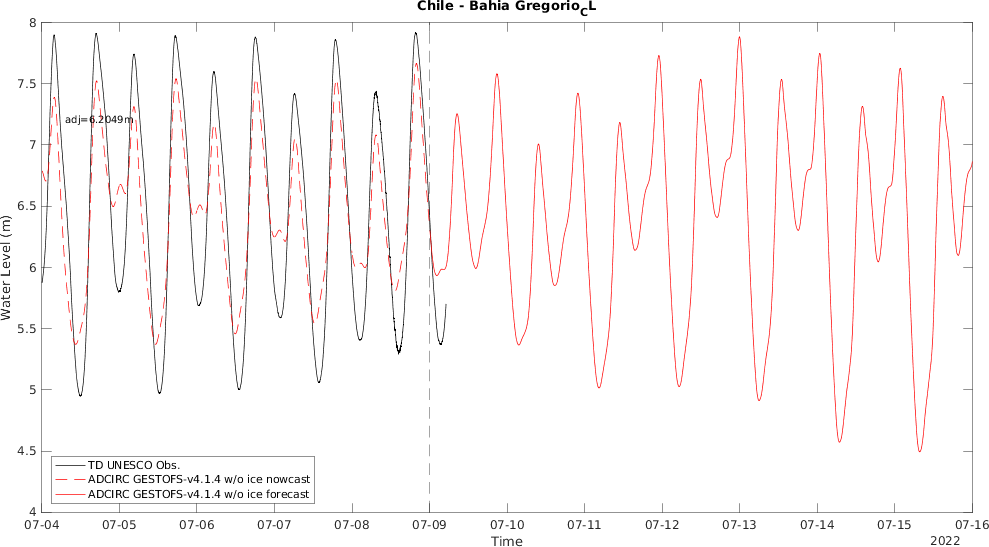 Chile - Bahia Gregorio_CL
8
7.5
7
6.5
6
5.5
5
4.5
4
Water Level (m)
adj=6.2049m
TD UNESCO Obs.
ADCIRC GESTOFS-v4.1.4 w/o ice nowcast
ADCIRC GESTOFS-v4.1.4 w/o ice forecast
07-04 07-05 07-06 07-07 07-08 07-09 07-10 07-11 07-12 07-13 07-14 07-15 07-16
Time
2022